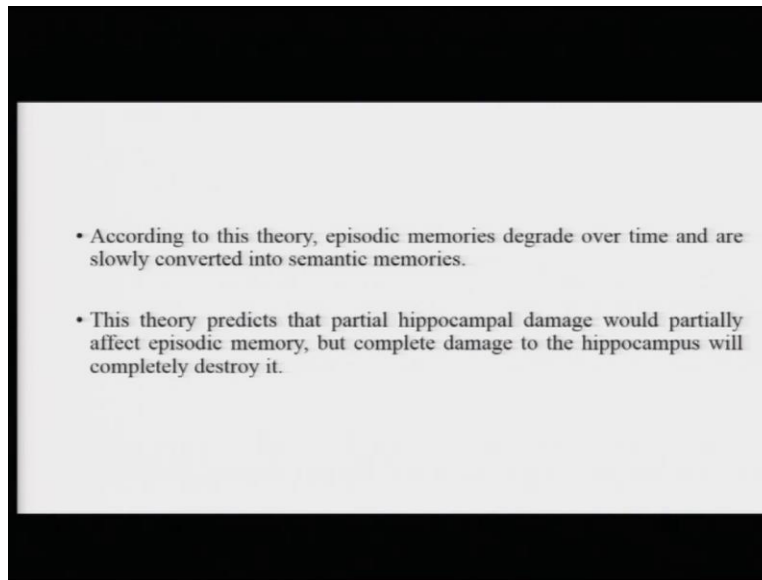 • According to this theory, episodic memories degrade over time and are
slowly converted into semantic memories.
• This theory predicts that partial hippocampal damage would partially
affect episodic memory, but complete damage to the hippocampus will
completely destroy it.